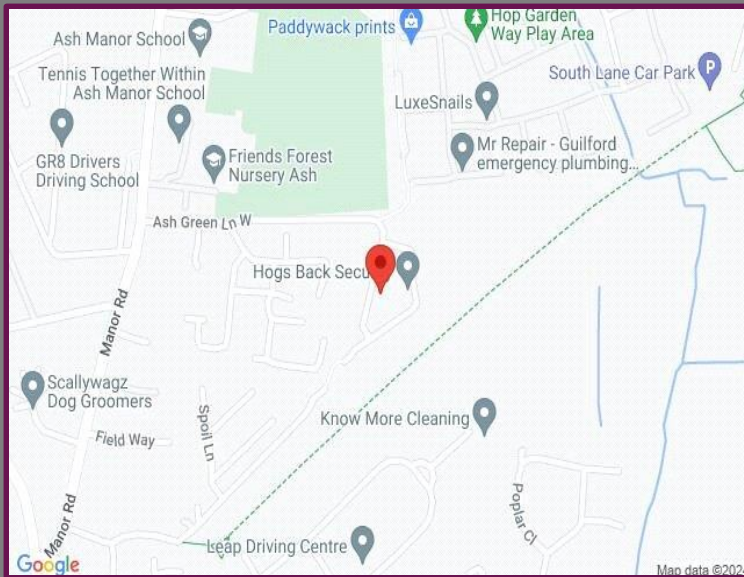 Ash Manor School
Paddywack prints
Hop Garden
Way Play Area
Tennis Together Within
Ash Manor School
South Lane Car Park
P
LuxeSnails
GR8 Drivers
Driving School
Friends Forest
Nursery Ash
Mr Repair - Guilford
emergency plumbing...
Ash Green Ln W
Hogs Back Secu
Manor Rd
Scallywagz
Dog Groomers
Spoil Ln
Know More Cleaning
Field Way
Poplar Cl
Manor Rd
Leap Driving Centre
Google
Map data ©2024